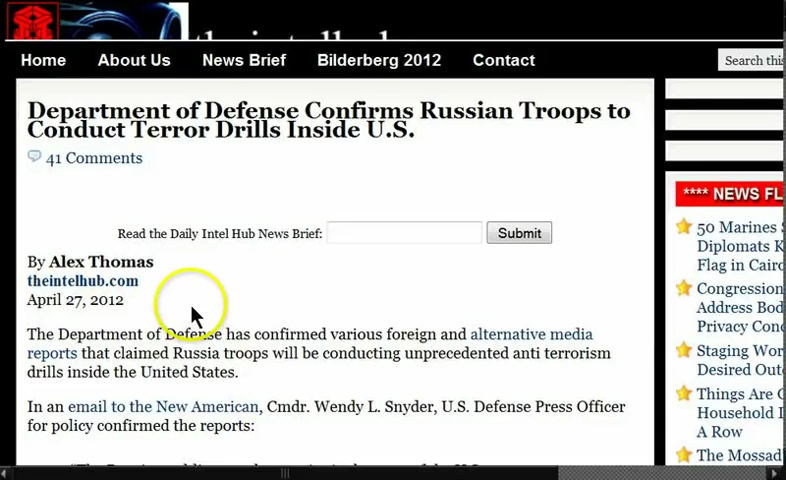 theintelhub
Home About Us News Brief Bilderberg 2012 Contact Search this
Department of Defense Confirms Russian Troops to
Conduct Terror Drills Inside U.S.
41 Comments
Read the Daily Intel Hub News Brief: Submit
By Alex Thomas
theintelhub.com
April 27, 2012
The Department of Defense has confirmed various foreign and alternative media
reports that claimed Russia troops will be conducting unprecedented anti terrorism
drills inside the United States.
In an email to the New American, Cmdr. Wendy L. Snyder, U.S. Defense Press Officer
for policy confirmed the reports:
**** NEWS FL
50 Marines
Diplomats K
Flag in Cairo
Congression
Address Bod
Privacy Conc
Staging Wor
Desired Out
Things Are G
Household I
A Row
The Mossad